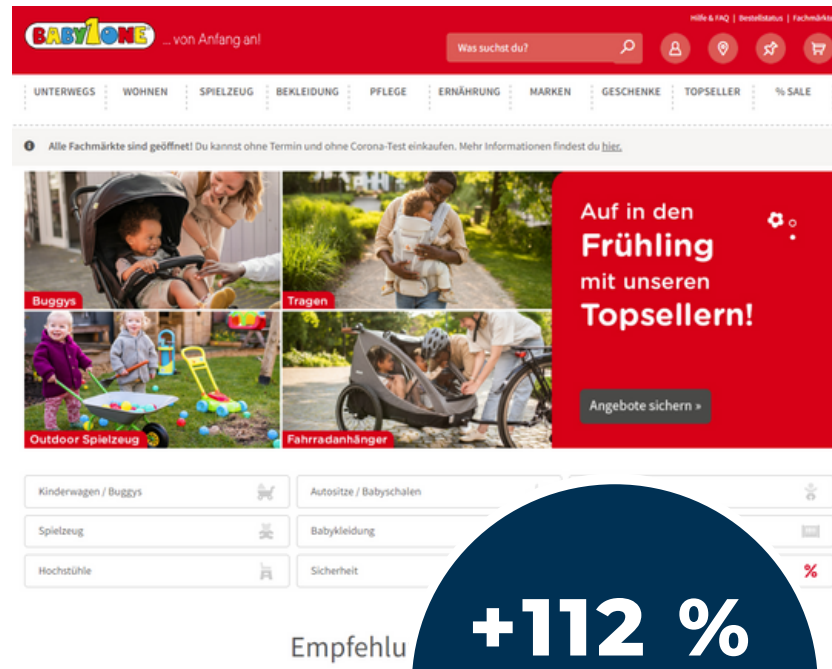 Hilfe & FAQ | Bestellstatus | Fachmärkte
BABY1ONE ... von Anfang an!
Was suchst du?
UNTERWEGS WOHNEN SPIELZEUG BEKLEIDUNG PFLEGE ERNÄHRUNG MARKEN GESCHENKE TOPSELLER % SALE
Alle Fachmärkte sind geöffnet! Du kannst ohne Termin und ohne Corona-Test einkaufen. Mehr Informationen findest du hier.
Auf in den
Frühling
mit unseren
Topsellern!
Angebote sichern »
Buggys
Tragen
Outdoor Spielzeug
Fahrradanhänger
Kinderwagen / Buggys
Autositze / Babyschalen
Spielzeug
Babykleidung
Hochstühle
Sicherheit
%
Empfehlu
+112 %